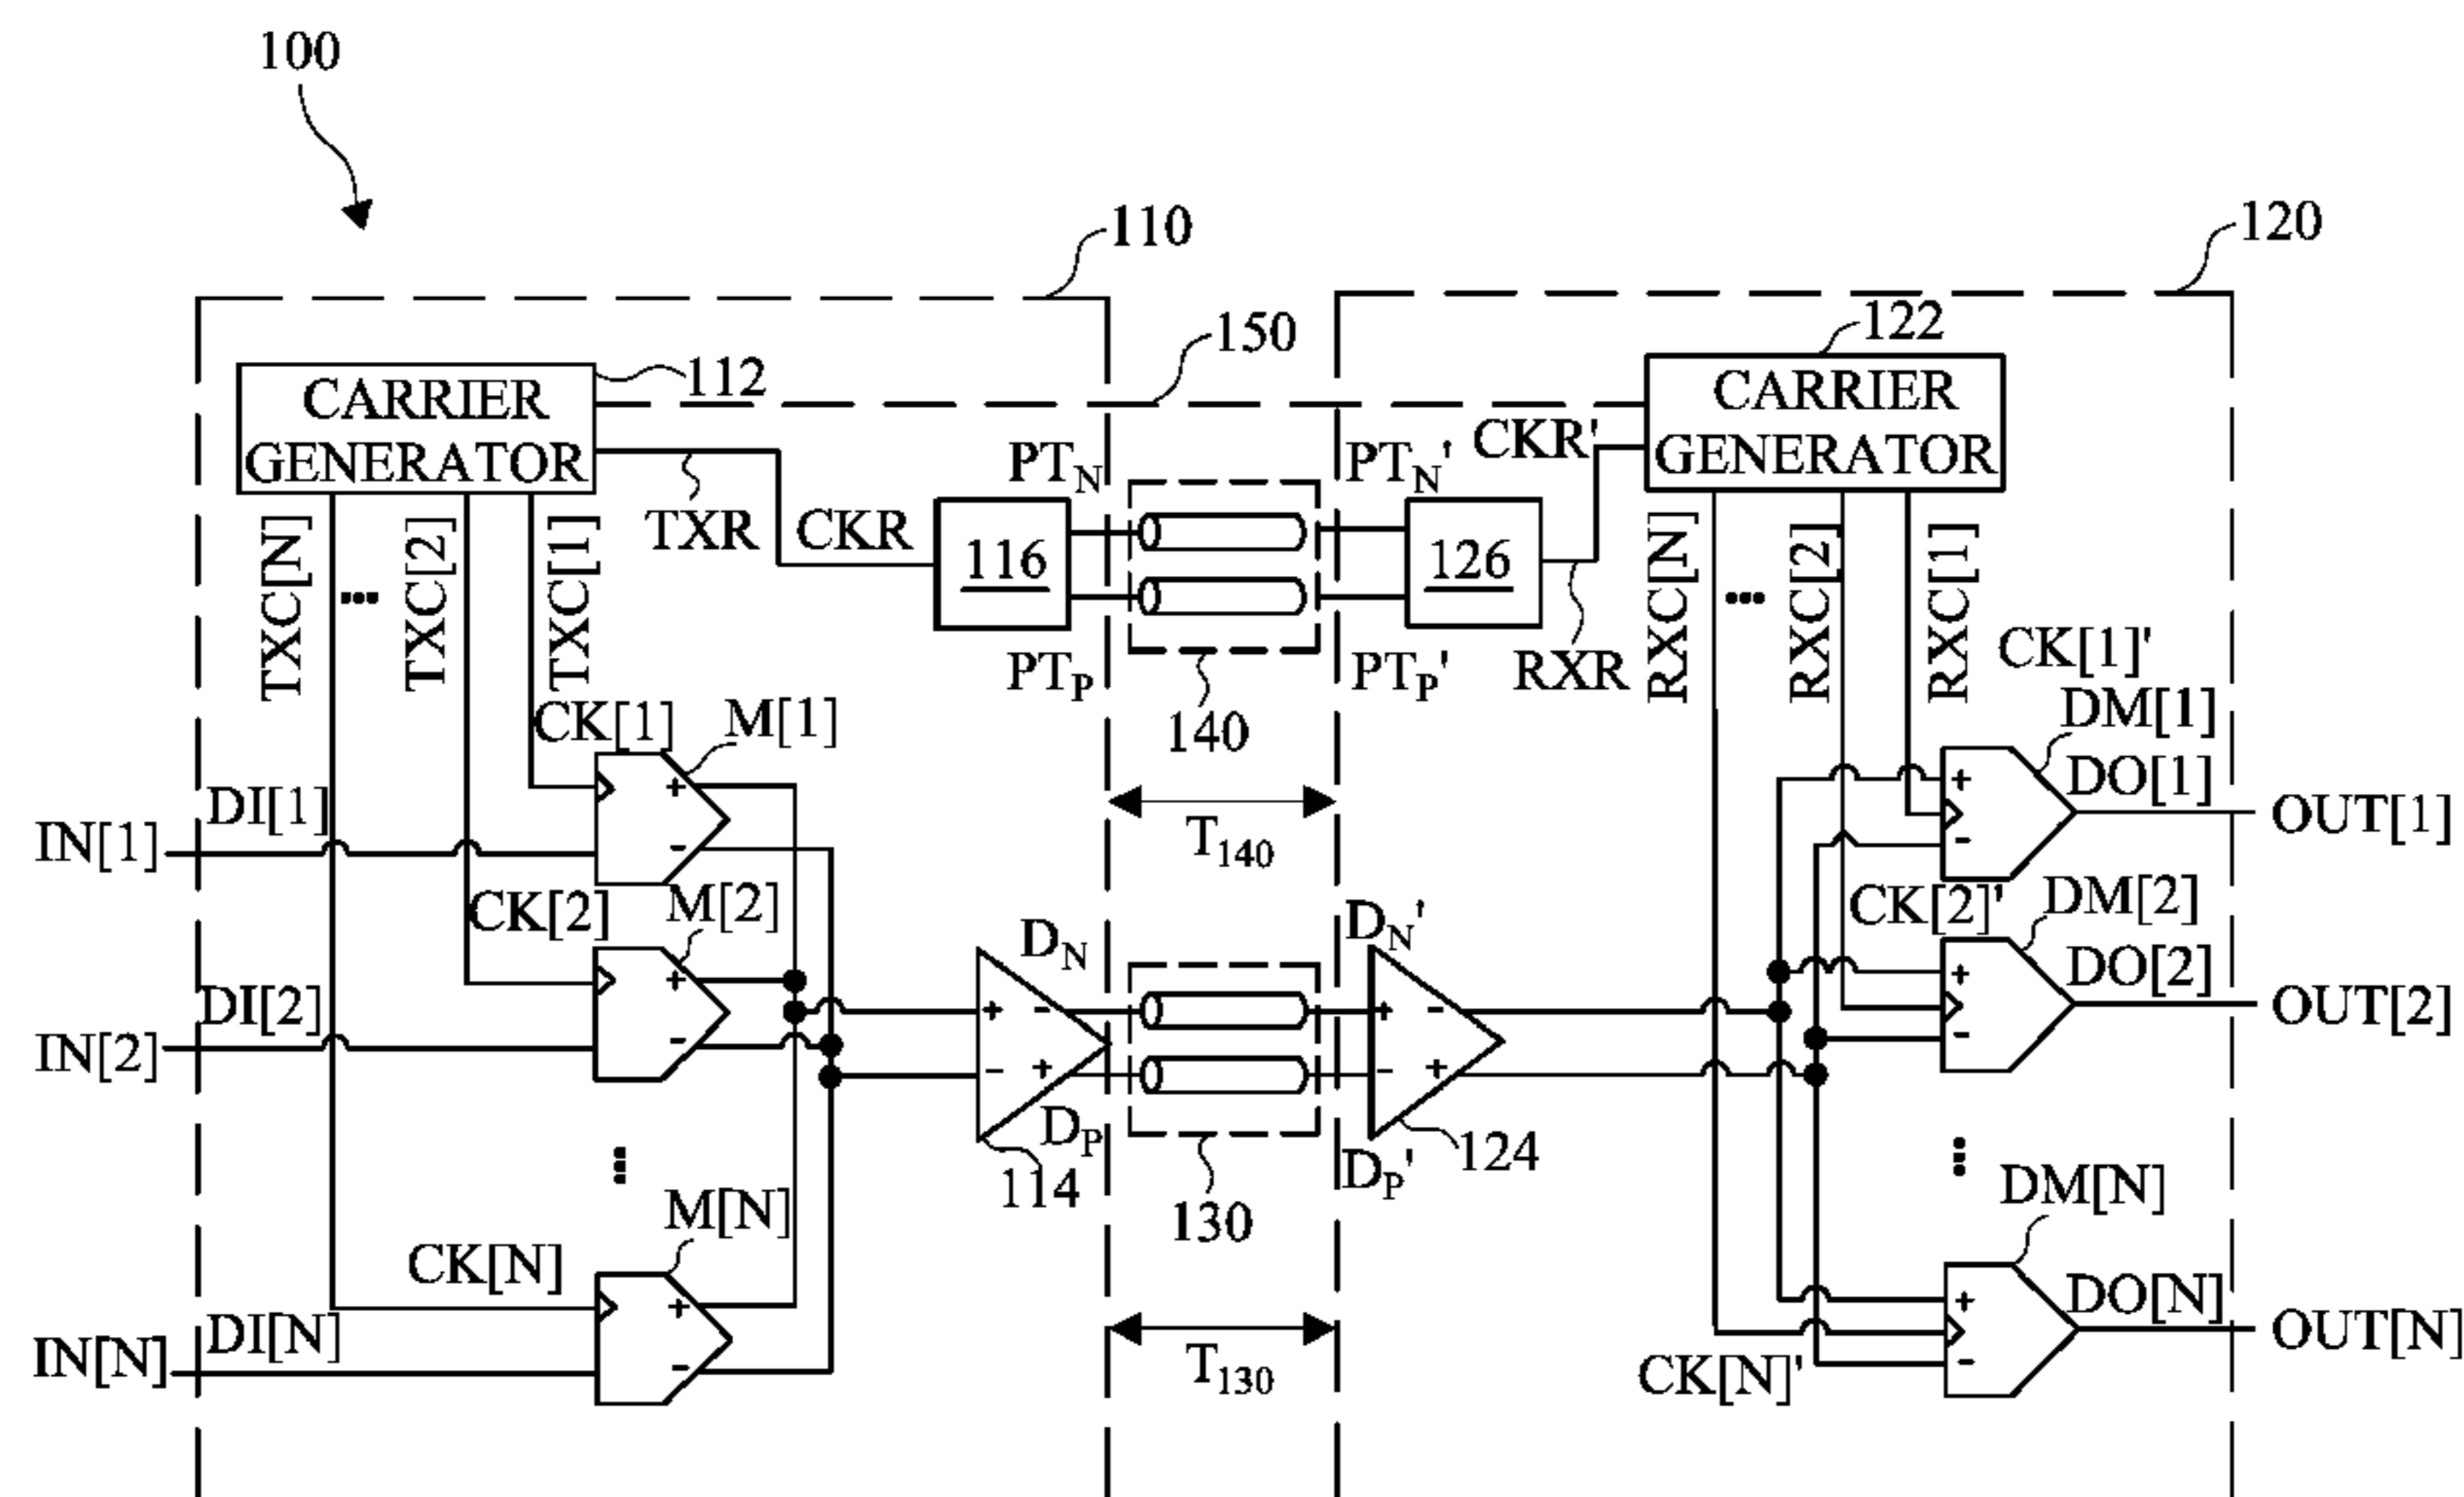 100
110
120
150
122
112
CARRIER
GENERATOR
CARRIER
GENERATOR
CKR'
PT_N
PT_N'
TXR
CKR
116
126
TXC[N]
...
TXC[2]
TXC[1]
RXC[N]
...
RXC[2]
RXC[1]
PT_P
PT_P'
RXR
140
CK[1]'
CK[1]
M[1]
DM[1]
DI[1]
DO[1]
IN[1]
OUT[1]
+
-
+
-
T_140
CK[2]
M[2]
CK[2]'
DM[2]
D_N
D_N'
DI[2]
DO[2]
IN[2]
OUT[2]
+
-
+
-
+ -
- +
+ -
- +
D_P
D_P'
114
124
130
...
...
M[N]
DM[N]
CK[N]
DI[N]
DO[N]
IN[N]
OUT[N]
+
-
+
-
T_130
CK[N]'